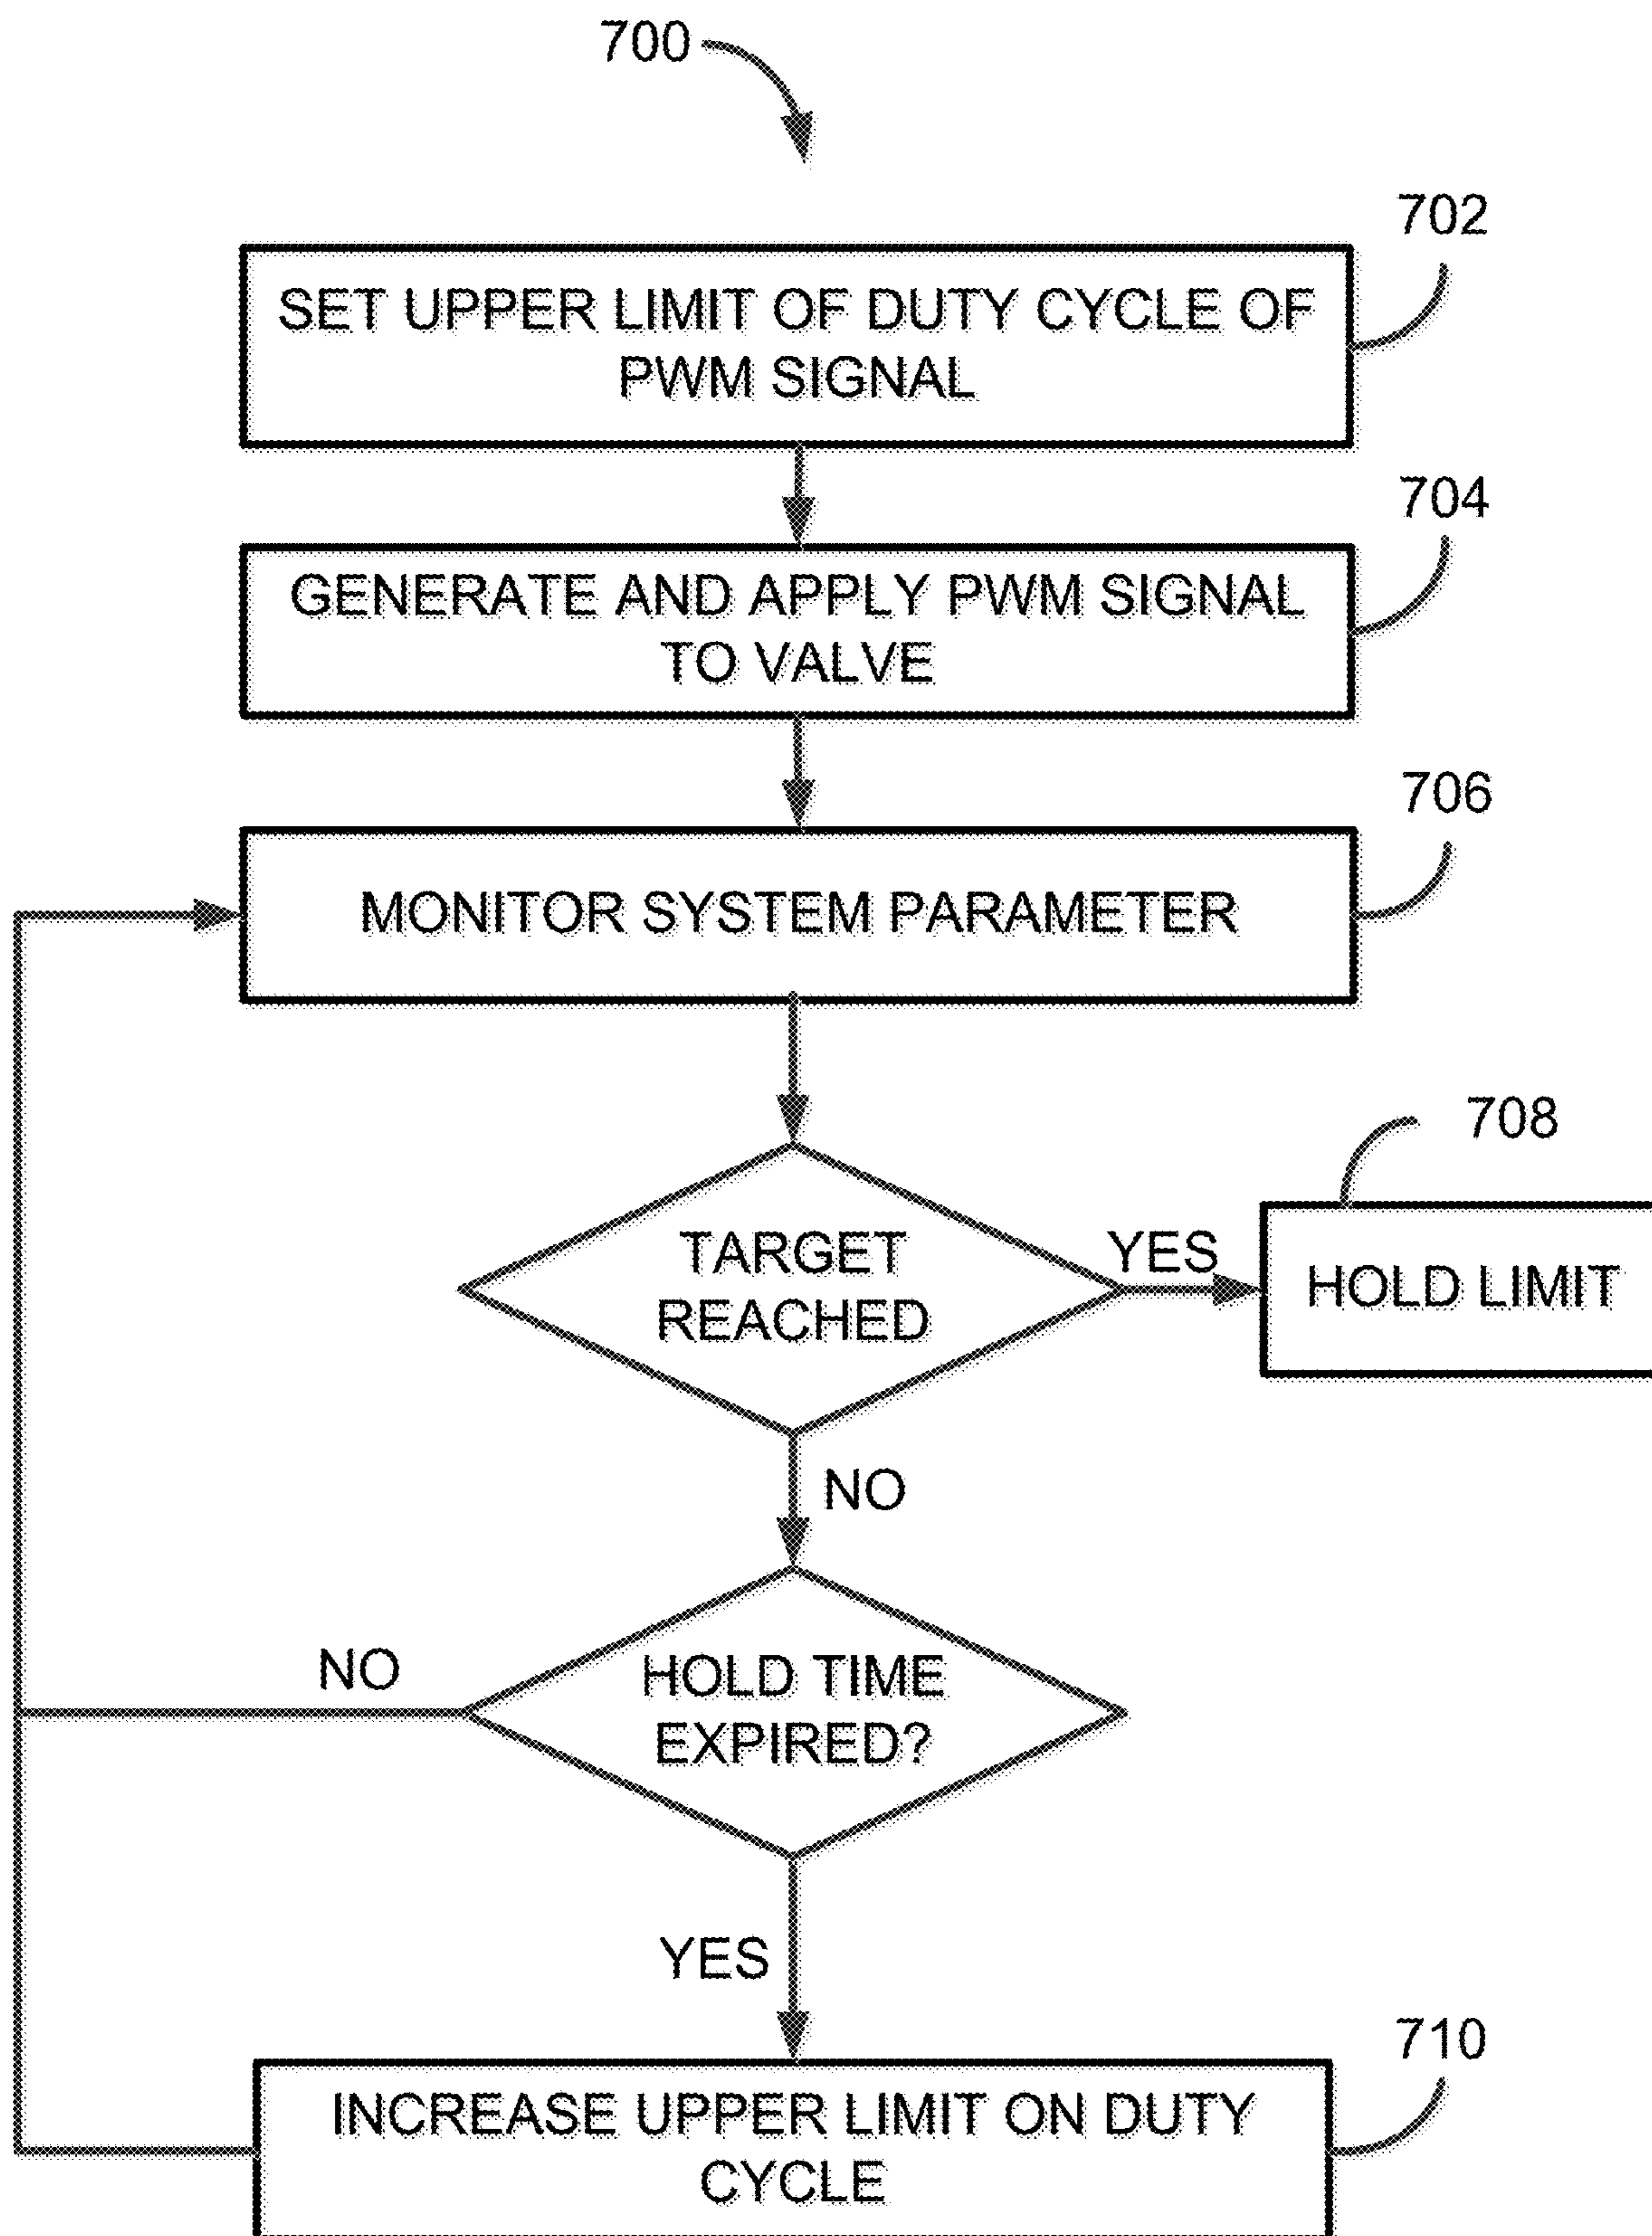 700
702
SET UPPER LIMIT OF DUTY CYCLE OF
PWM SIGNAL
704
GENERATE AND APPLY PWM SIGNAL
TO VALVE
706
MONITOR SYSTEM PARAMETER
708
TARGET
REACHED
YES
HOLD LIMIT
NO
NO
HOLD TIME
EXPIRED?
YES
710
INCREASE UPPER LIMIT ON DUTY
CYCLE